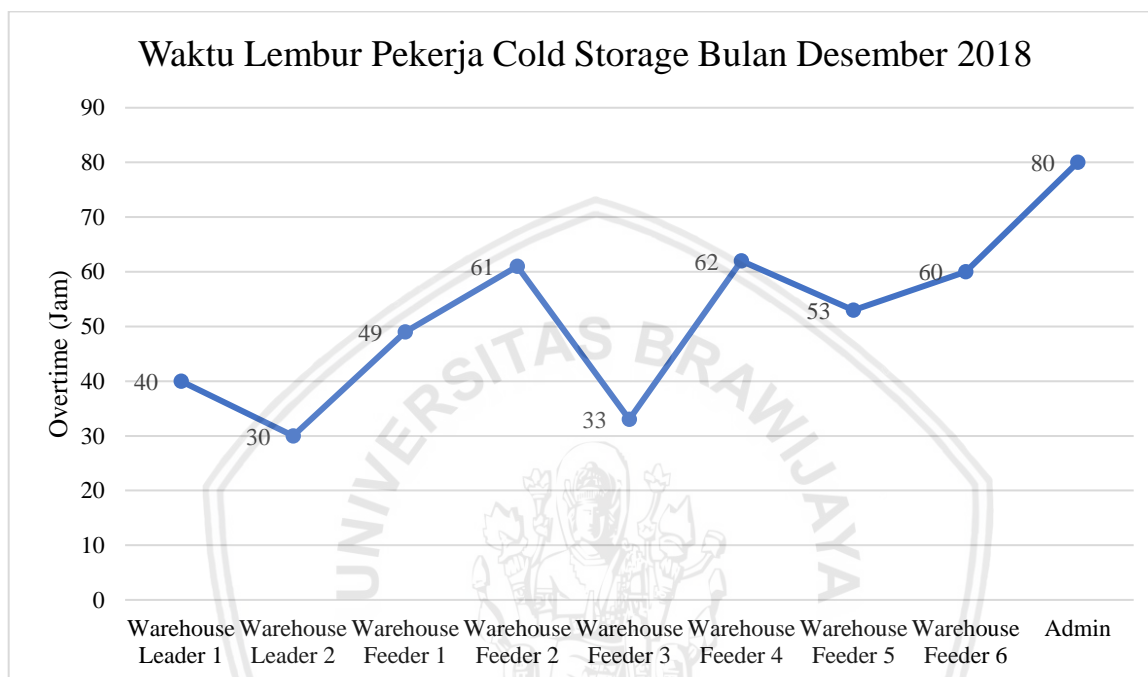 Waktu Lembur Pekerja Cold Storage Bulan Desember 2018
Overtime (Jam)
90
80
70
60
50
40
30
20
10
0
40
30
49
61
33
62
53
60
80
UNIVERSITAS BRAWIJAYA
Warehouse Leader 1
Warehouse Leader 2
Warehouse Feeder 1
Warehouse Feeder 2
Warehouse Feeder 3
Warehouse Feeder 4
Warehouse Feeder 5
Warehouse Feeder 6
Admin